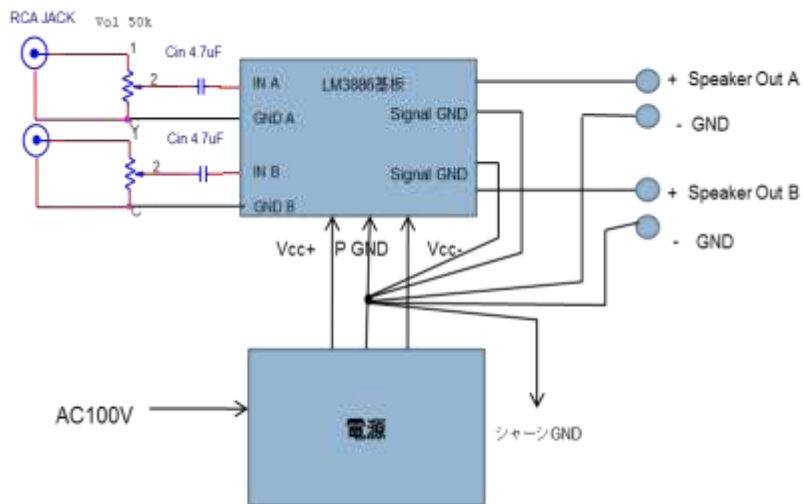 RCA JACK
Vol 50k
1
Cin 4.7uF
2
IN A
LM3886基板
+ Speaker Out A
GND A
Signal GND
- GND
1
Cin 4.7uF
2
IN B
Signal GND
+ Speaker Out B
GND B
- GND
Vcc+
P GND
Vcc-
AC100V
電源
シャーシGND